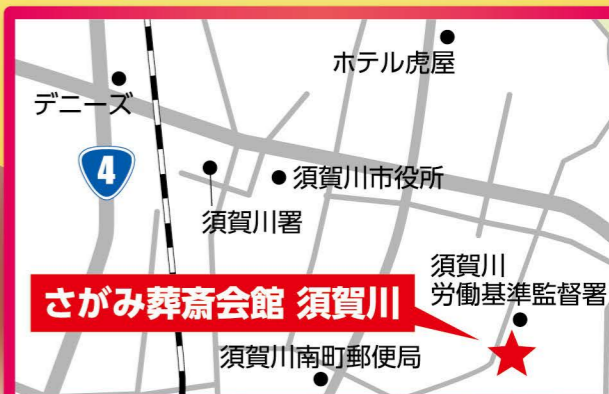 ホテル虎屋
デニーズ
4
須賀川市役所
須賀川署
須賀川
労働基準監督署
さがみ葬斎会館 須賀川
須賀川南町郵便局